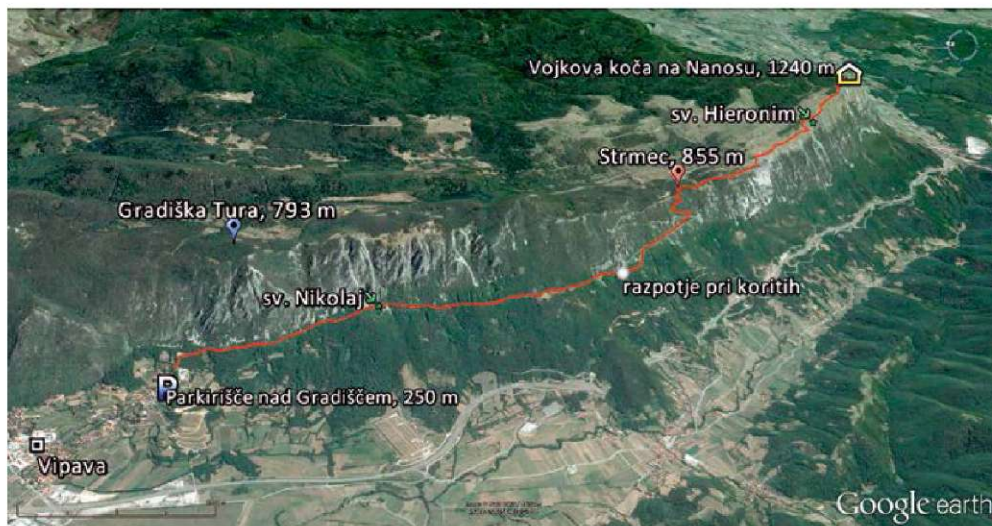 Vojkova koča na Nanosu, 1240 m
sv. Hieronim
Strmec, 855 m
Gradiška Tura, 793 m
sv. Nikolaj
razpotje pri koritih
P
Parkirišče nad Gradiščem, 250 m
Vipava
Google earth